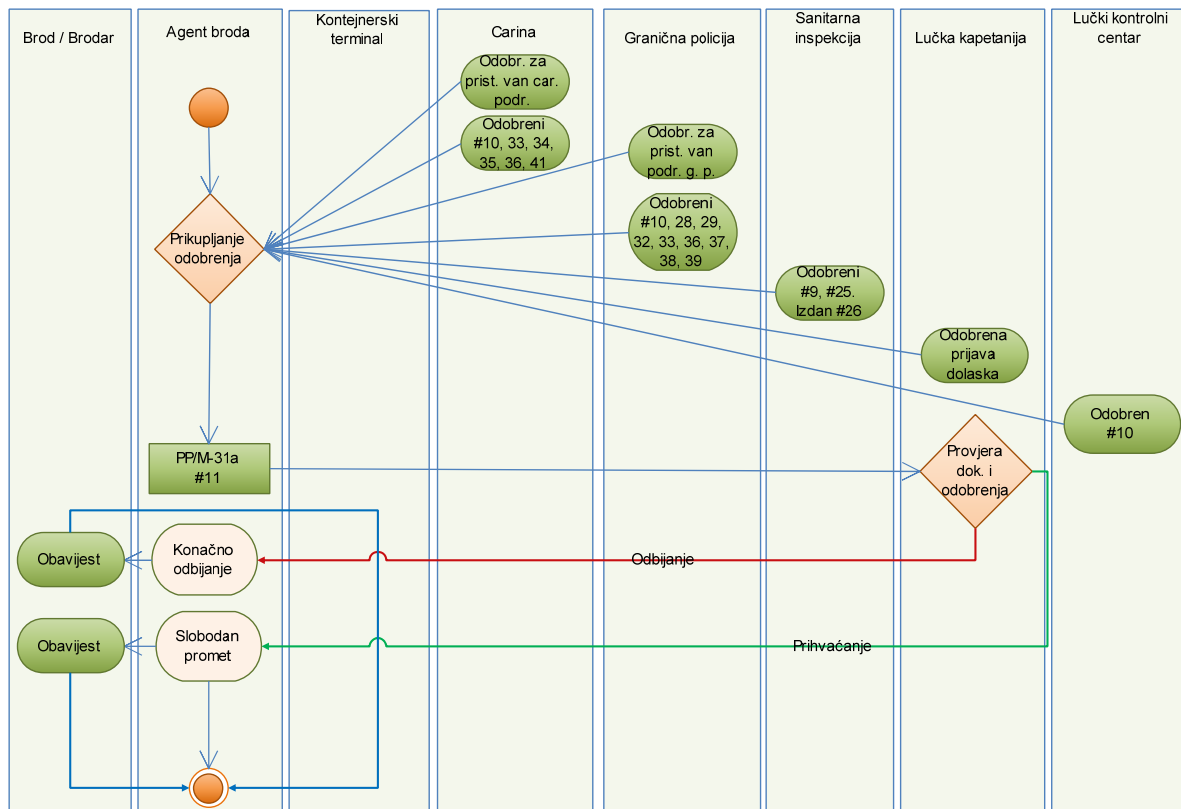 Brod / Brodar
Agent broda
Kontejnerski
terminal
Carina
Granična policija
Sanitarna
inspekcija
Lučka kapetanija
Lučki kontrolni
centar
Odobr. za
prist. van car.
podr.
Odobreni
#10, 33, 34,
35, 36, 41
Odobr. za
prist. van
podr. g. p.
Odobreni
#10, 28, 29,
32, 33, 36, 37,
38, 39
Prikupljanje
odobrenja
Odobreni
#9, #25.
Izdan #26
Odobrena
prijava
dolaska
Odobren
#10
PP/M-31a
#11
Provjera
dok. i
odobrenja
Obavijest
Konačno
odbijanje
Odbijanje
Obavijest
Slobodan
promet
Prihvaćanje